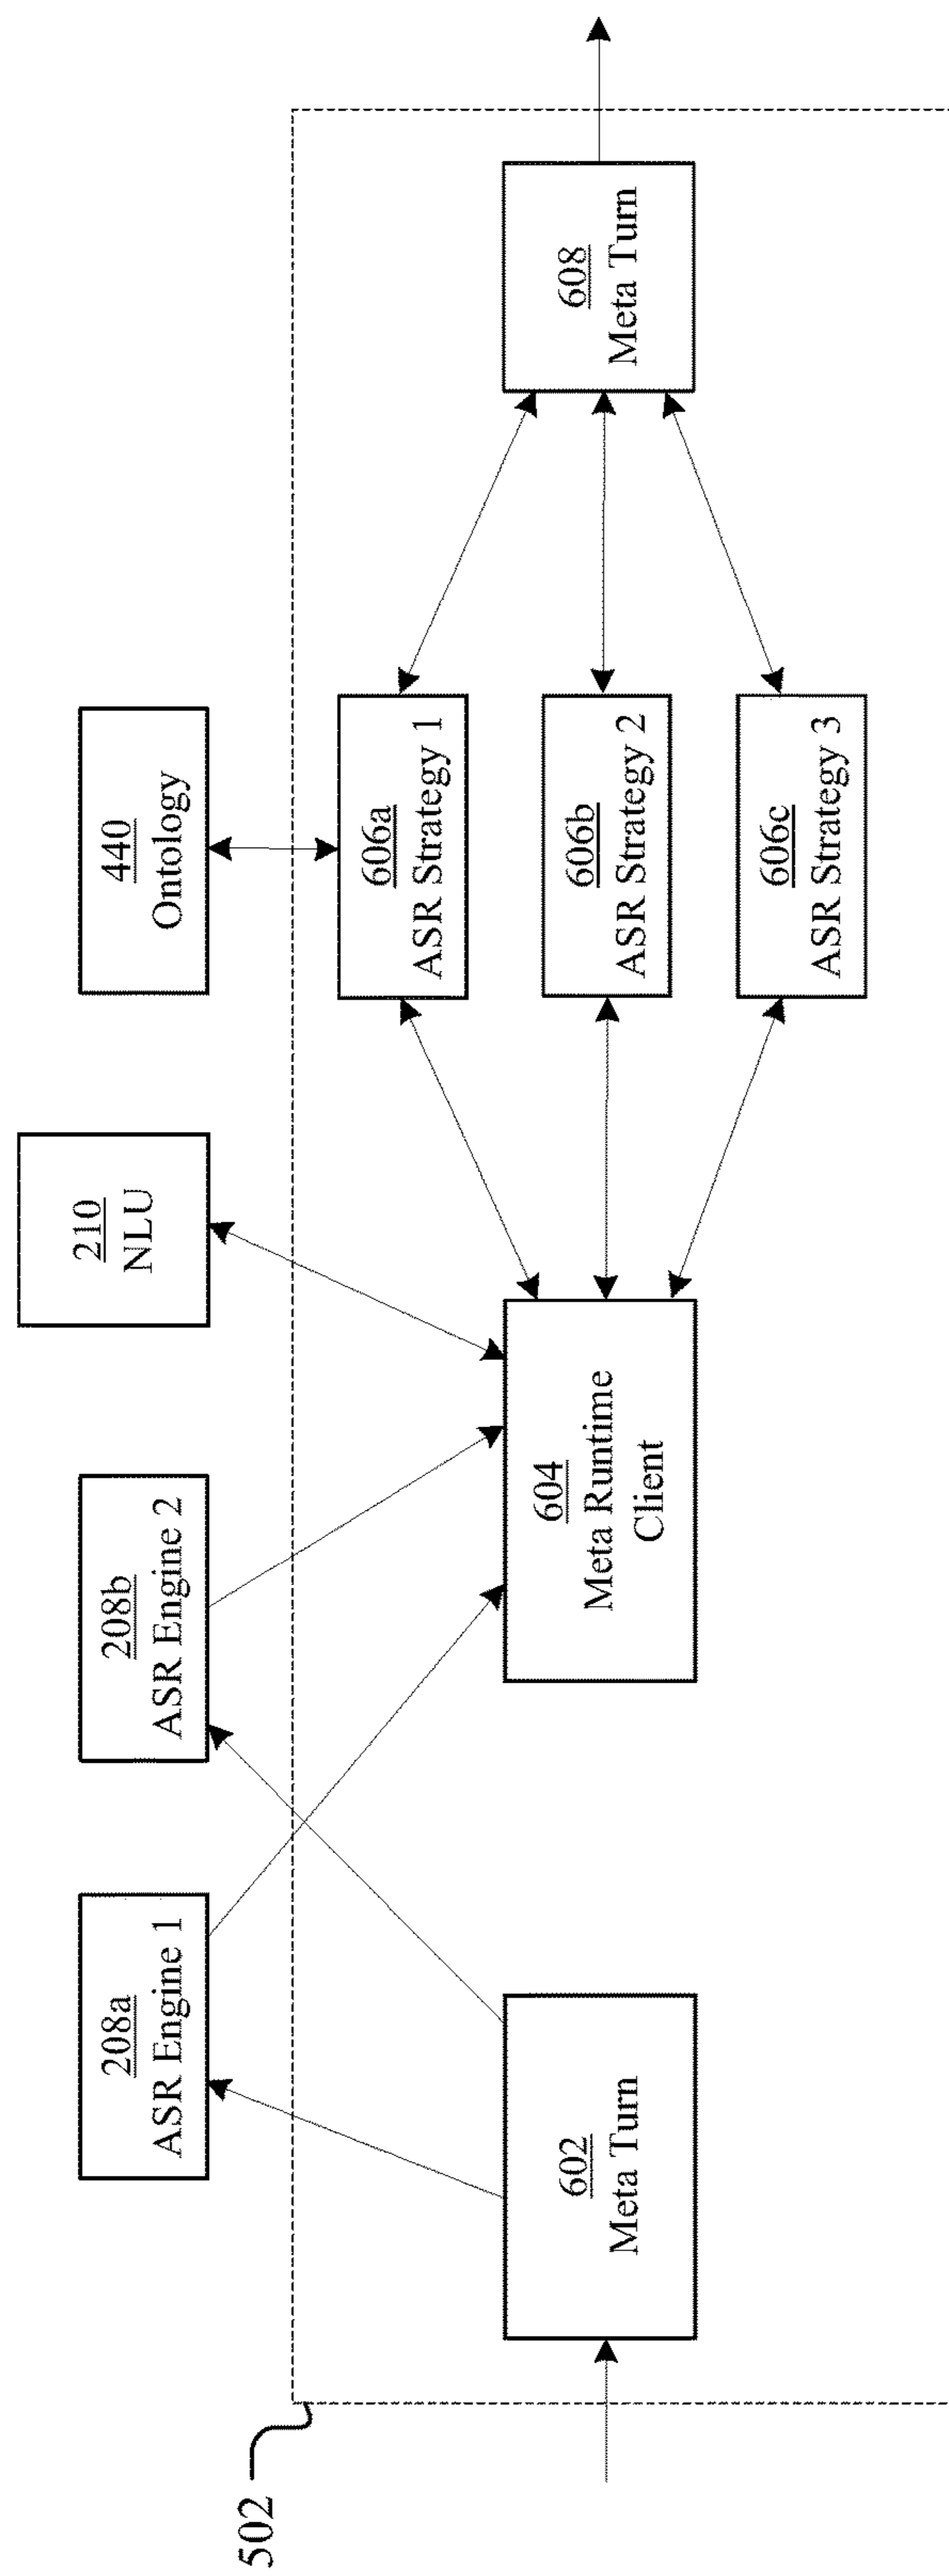 502
208a
ASR Engine 1
208b
ASR Engine 2
210
NLU
440
Ontology
602
Meta Turn
604
Meta Runtime
Client
606a
ASR Strategy 1
606b
ASR Strategy 2
606c
ASR Strategy 3
608
Meta Turn